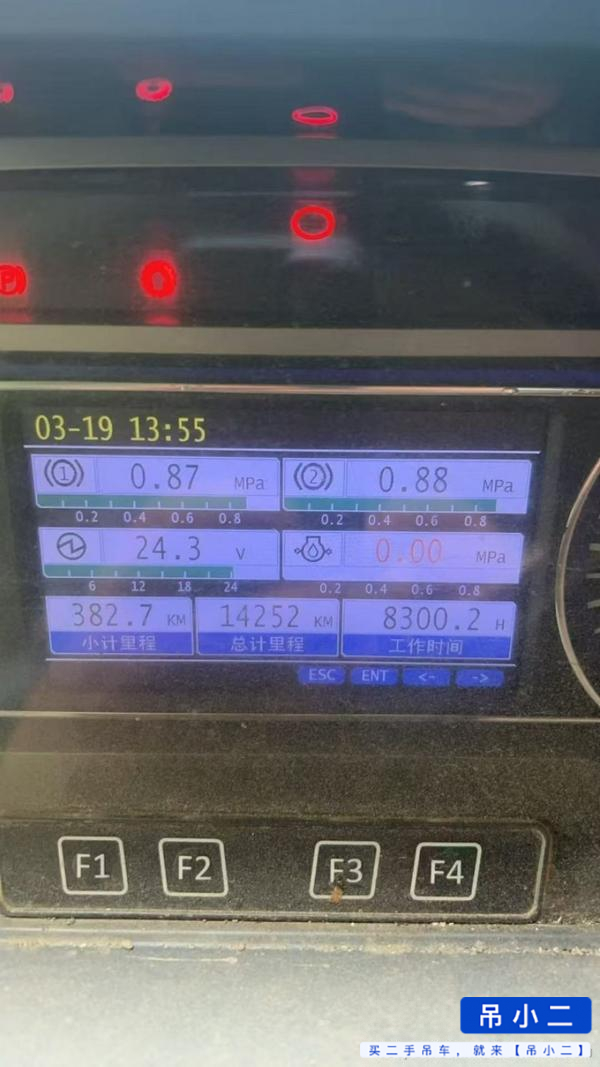 P
03-19 13:55
1 0.87 MPa 2 0.88 MPa
0.2 0.4 0.6 0.8 0.2 0.4 0.6 0.8
24.3 V 0.00 MPa
6 12 18 24 0.2 0.4 0.6 0.8
382.7 KM 14252 KM 8300.2 H
小计里程 总计里程 工作时间
ESC ENT <- ->
F1 F2 F3 F4
吊小二
买二手吊车，就来【吊小二】